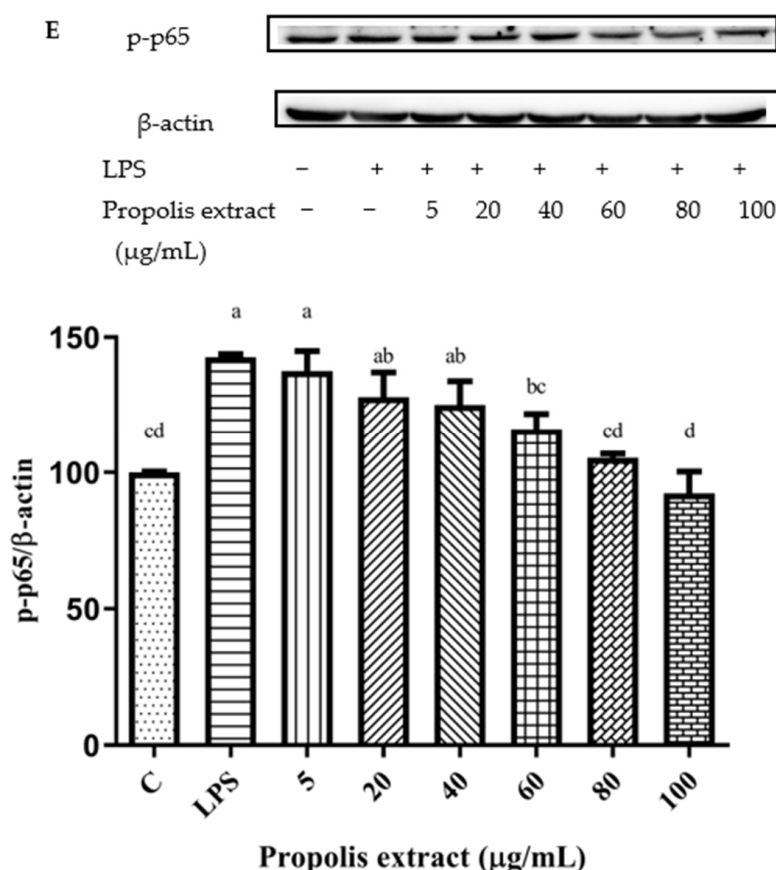 E
p-p65
β-actin
LPS − + + + + + + +
Propolis extract − − 5 20 40 60 80 100
(μg/mL)
a a
150
ab ab
bc
cd cd d
100
p-p65/β-actin
50
0
C LPS 5 20 40 60 80 100
Propolis extract (μg/mL)